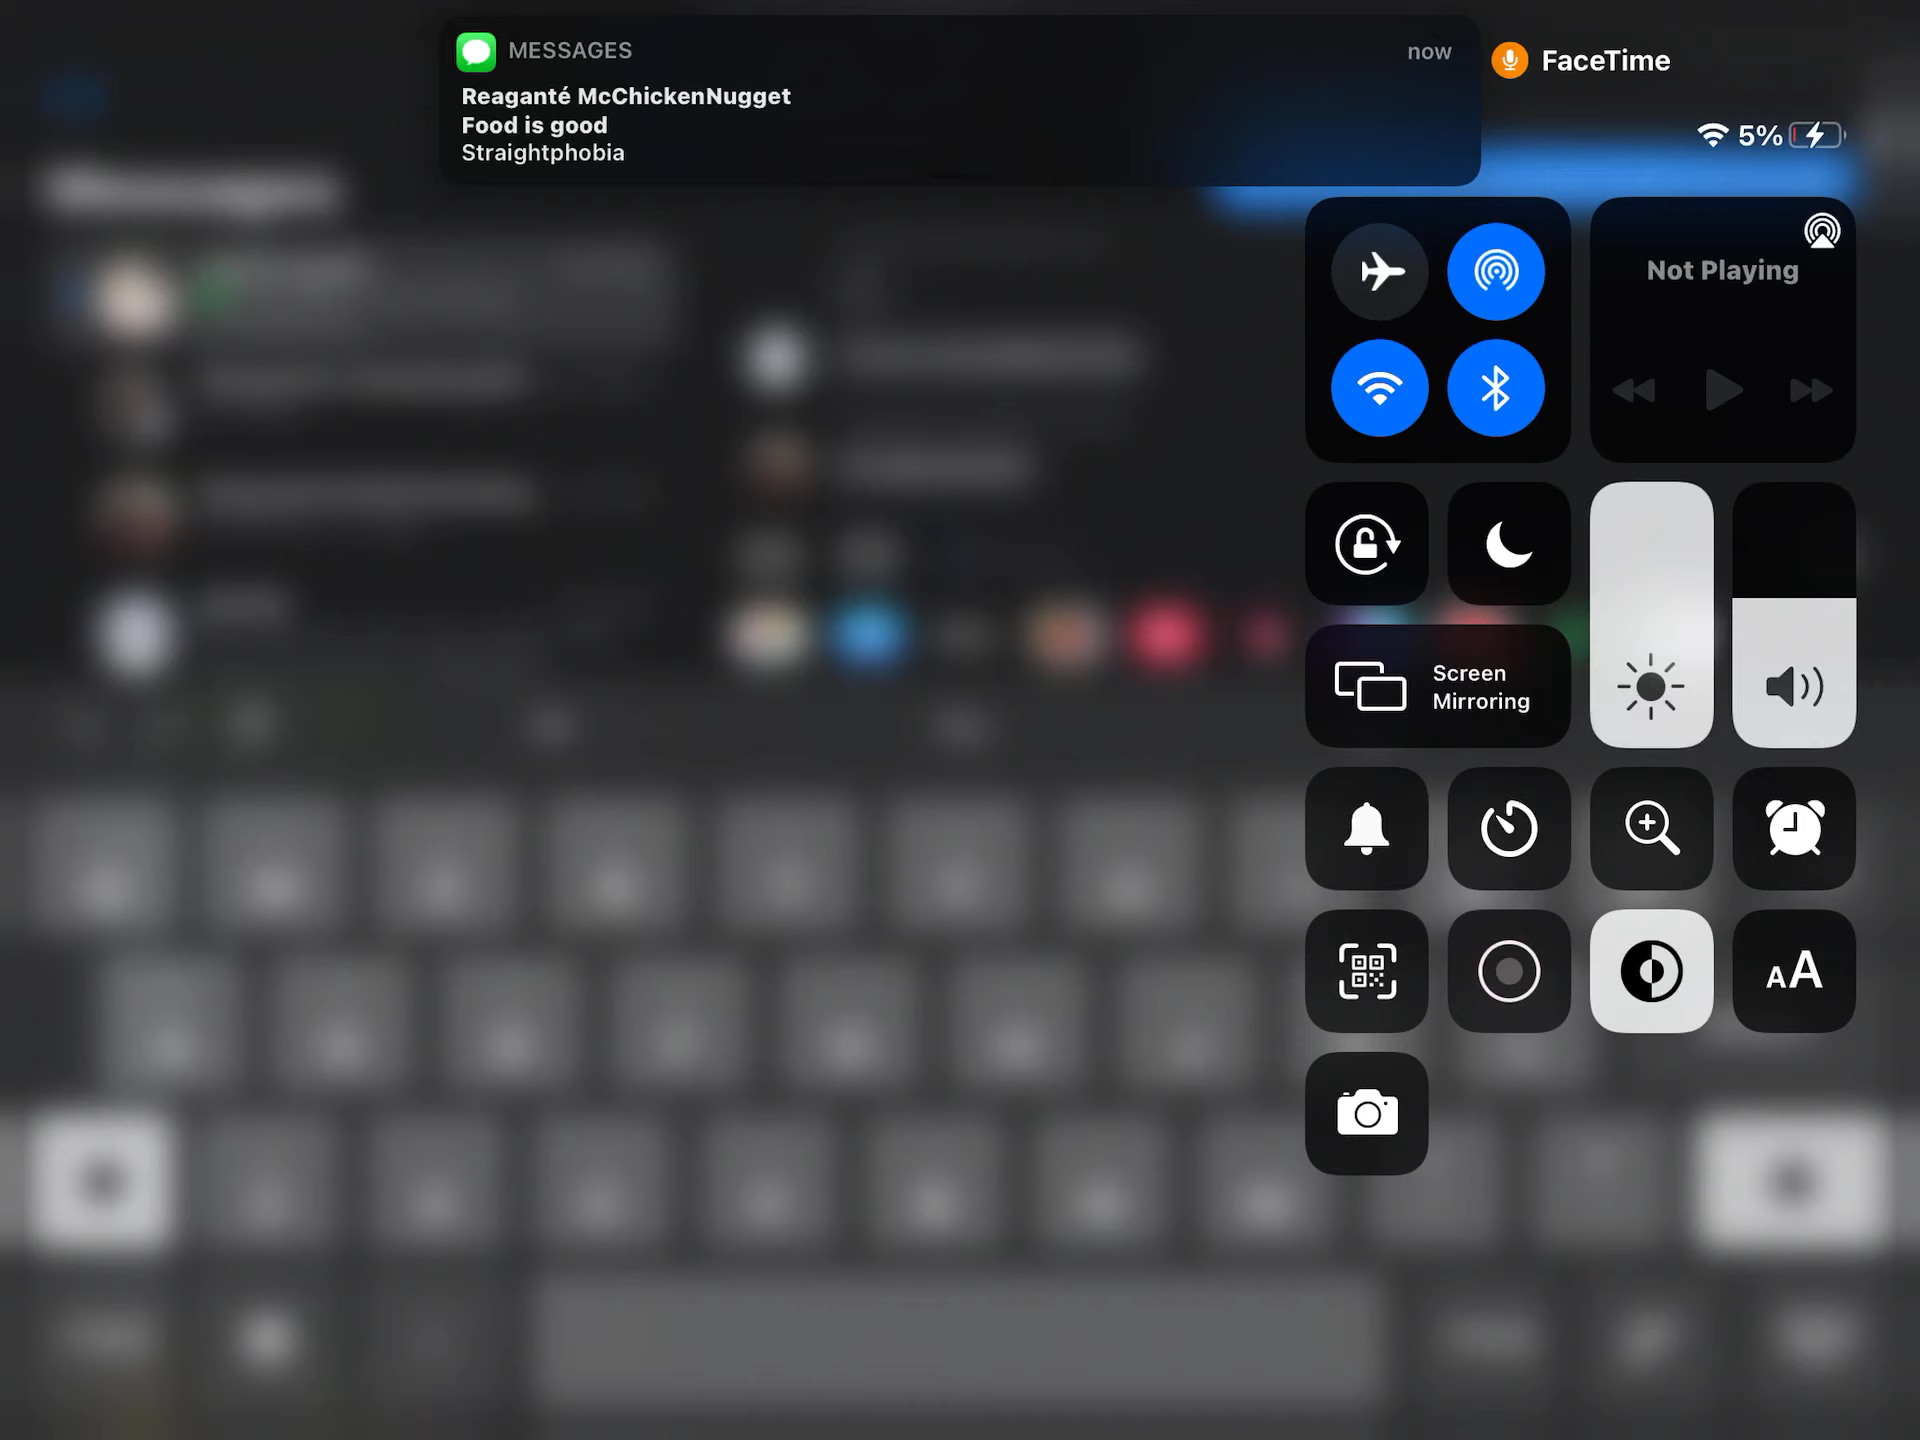 MESSAGES
now
Reaganté McChickenNugget
Food is good
Straightphobia
FaceTime
5%
Not Playing
Screen
Mirroring
AA